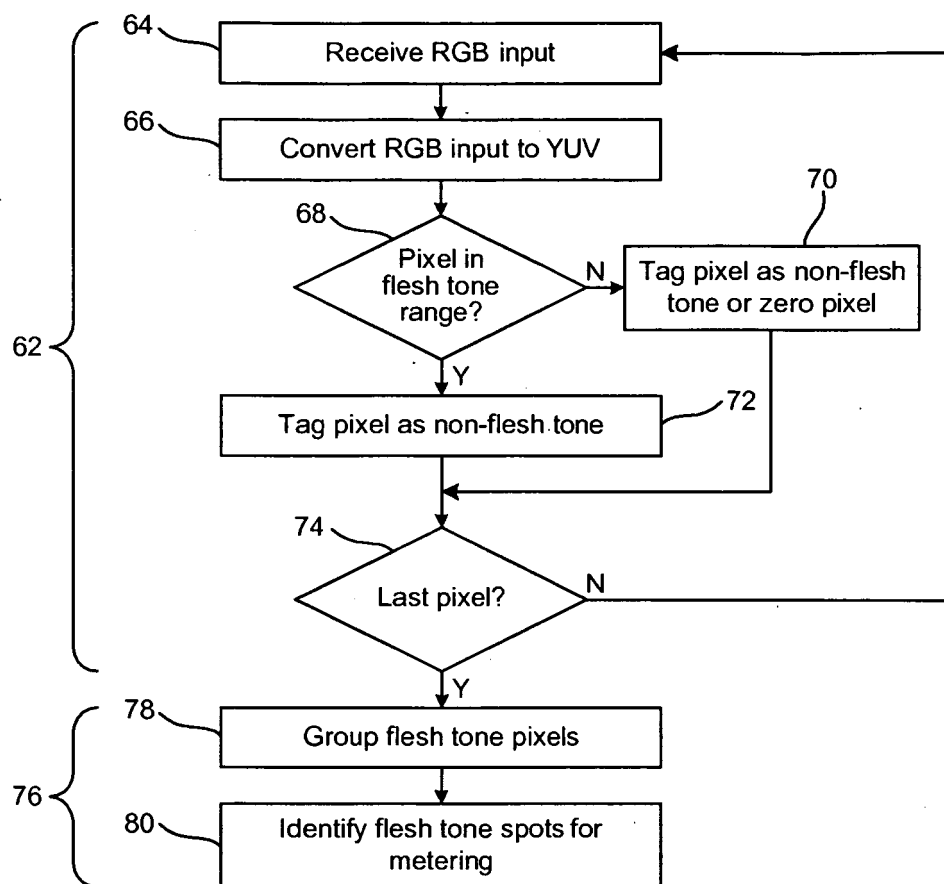 64
Receive RGB input
66
Convert RGB input to YUV
68
Pixel in
flesh tone
range?
N
70
Tag pixel as non-flesh
tone or zero pixel
62
Y
Tag pixel as non-flesh tone
72
74
Last pixel?
N
Y
78
Group flesh tone pixels
76
80
Identify flesh tone spots for
metering